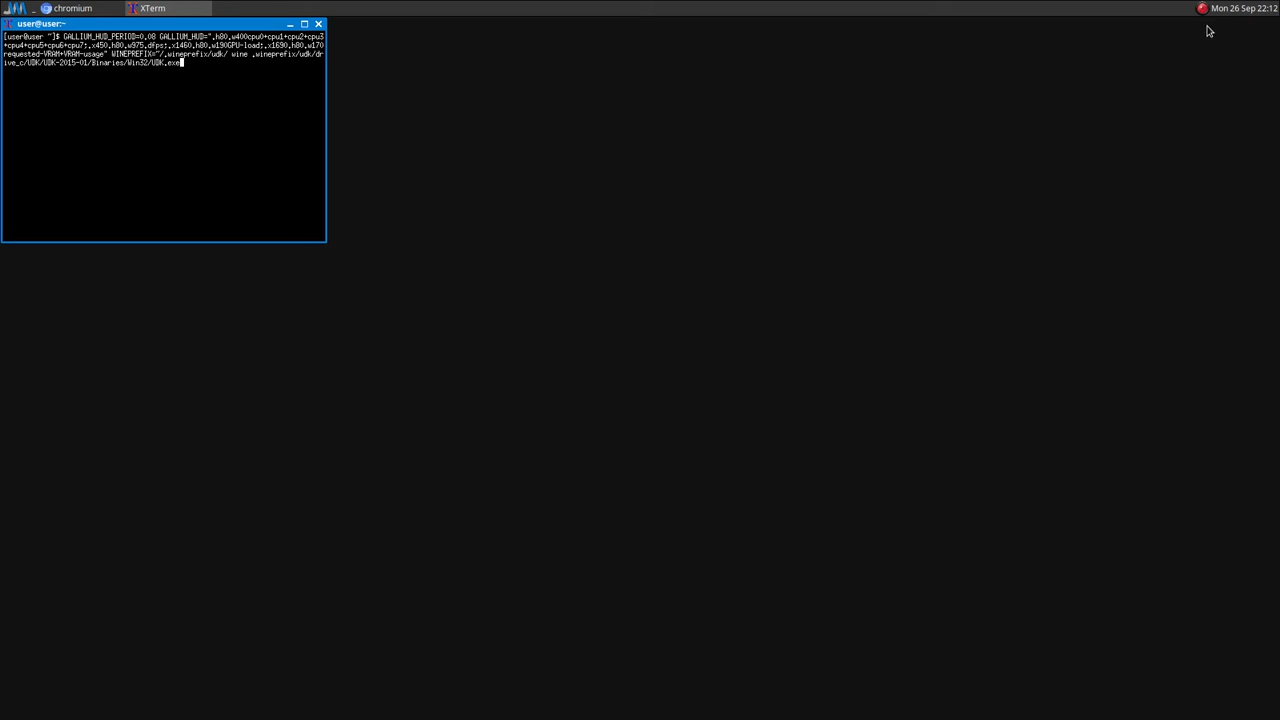 chromium
XTerm
Mon 26 Sep 22:12
user@user:~
[user@user ~]$ GALLIUM_HUD_PERIOD=0.08 GALLIUM_HUD=".h80.w400cpu0+cpu1+cpu2+cpu3
+cpu4+cpu5+cpu6+cpu7;.x450.h80.w975.dfps;.x1460.h80.w190GPU-load;.x1690.h80.w170
requested-VRAM+VRAM-usage" WINEPREFIX=~/.wineprefix/udk/ wine .wineprefix/udk/dr
ive_c/UDK/UDK-2015-01/Binaries/Win32/UDK.exe